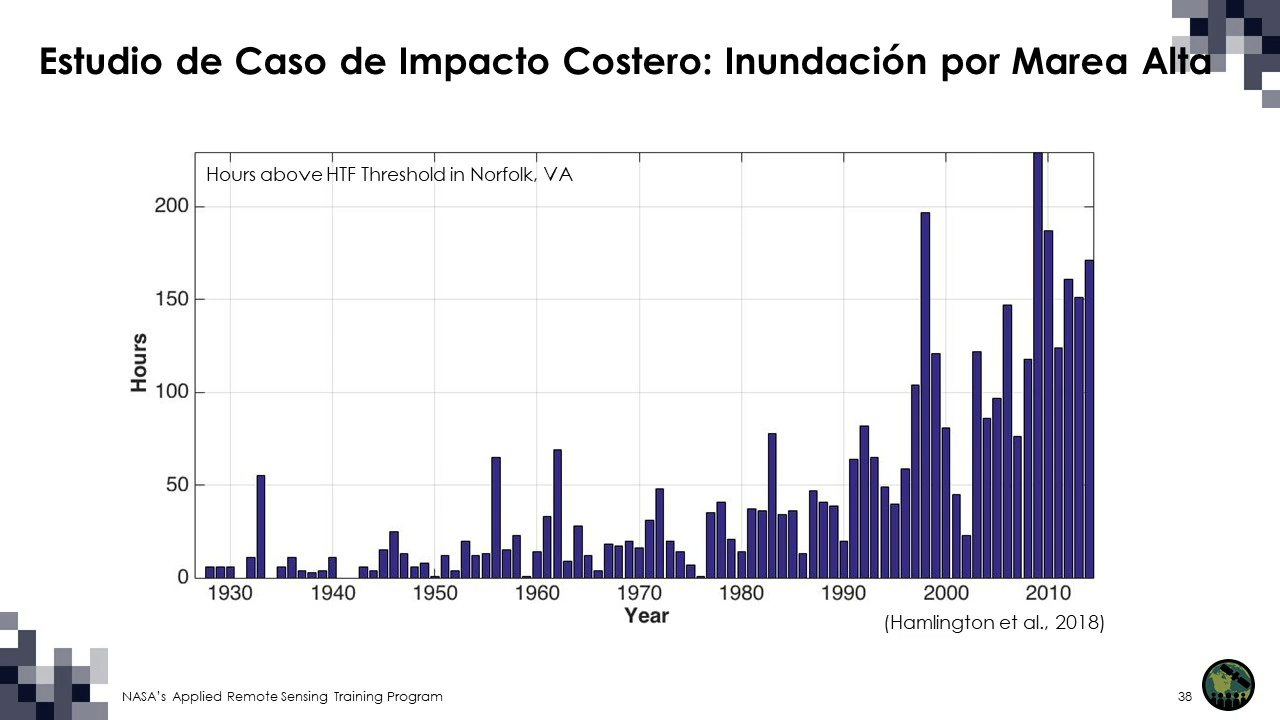 Estudio de Caso de Impacto Costero: Inundación por Marea Alta
Hours above HTF Threshold in Norfolk, VA
200
150
100
50
0
Hours
1930 1940 1950 1960 1970 1980 1990 2000 2010
Year
(Hamlington et al., 2018)
NASA's Applied Remote Sensing Training Program
38